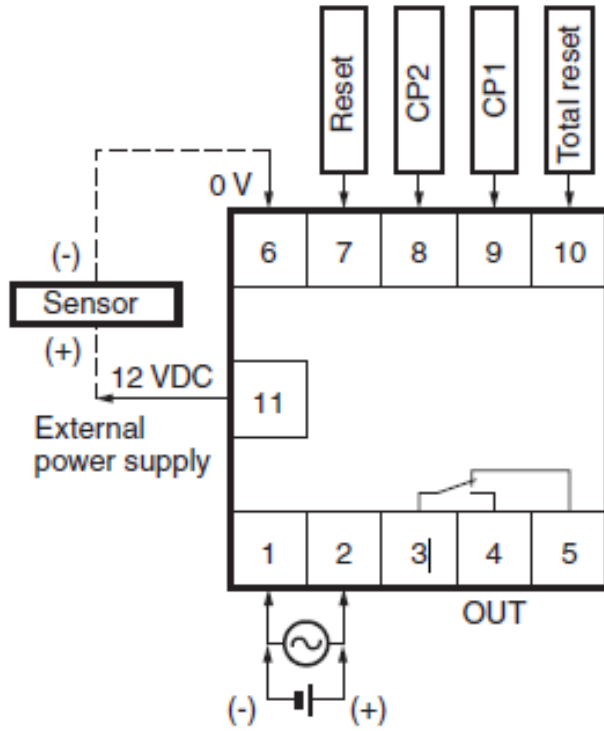 Reset
CP2
CP1
Total reset
0 V
6
7
8
9
10
(-)
Sensor
(+)
12 VDC
11
External
power supply
1
2
3
4
5
OUT
(-)
(+)